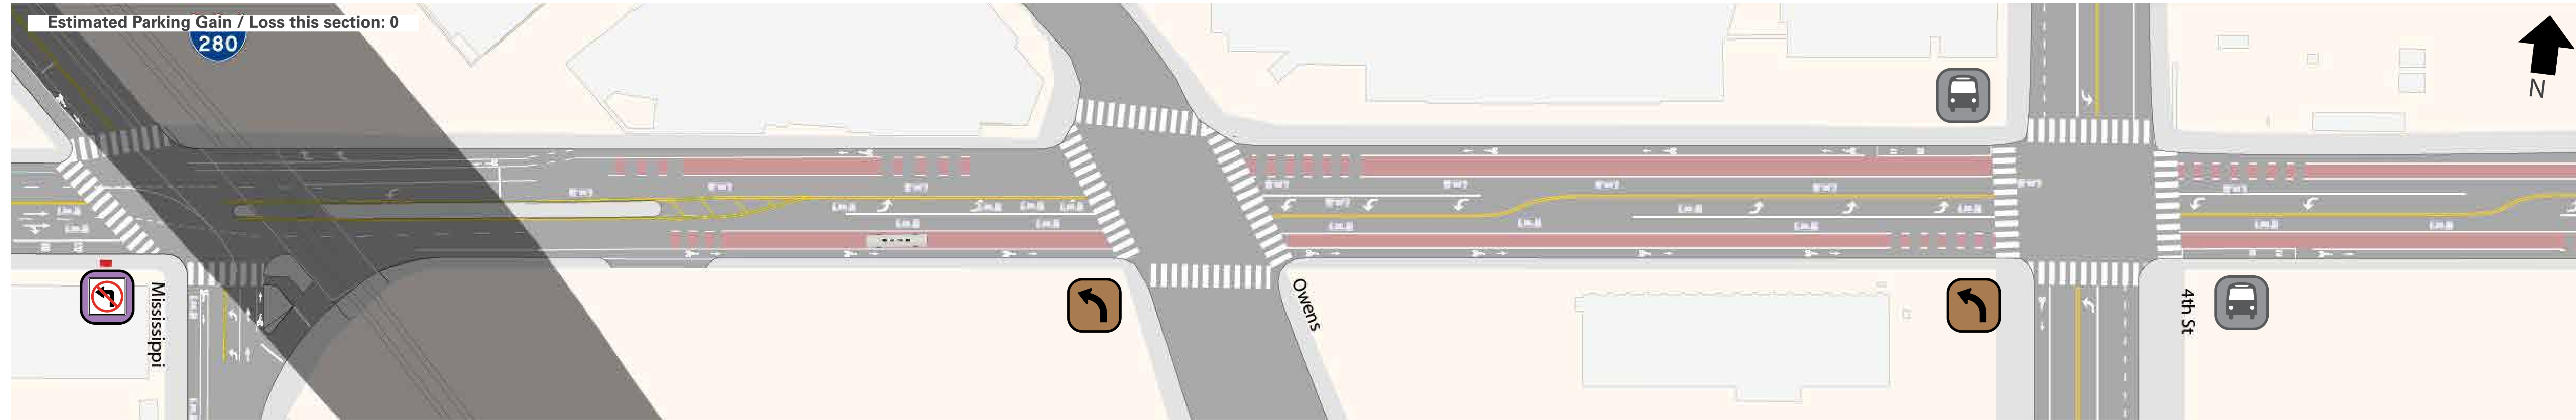 Estimated Parking Gain / Loss this section: 0
280
N
Mississippi
Owens
4th St